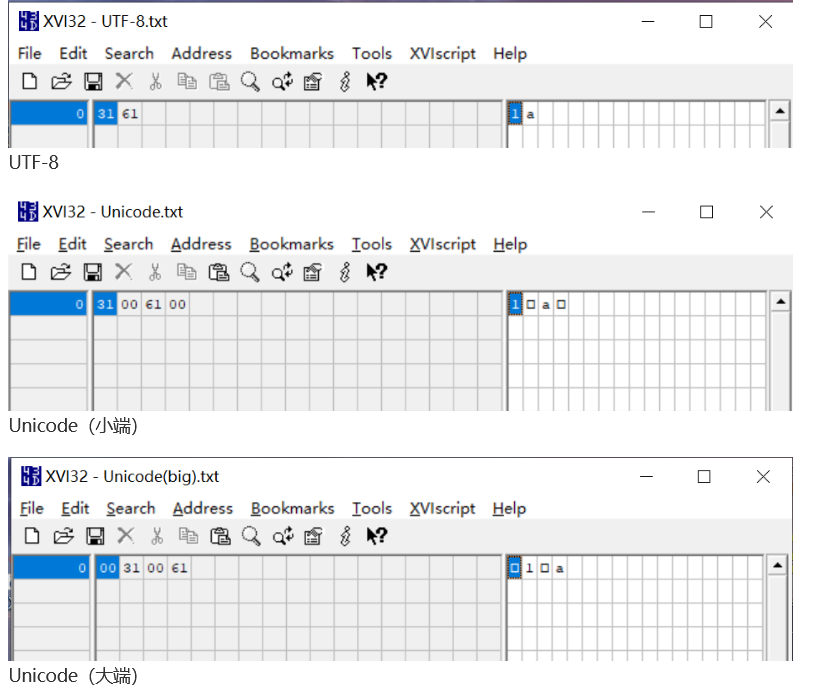 XVI32 - UTF-8.txt
File Edit Search Address Bookmarks Tools XVIscript Help
0 31 61 1 a
UTF-8
XVI32 - Unicode.txt
File Edit Search Address Bookmarks Tools XVIscript Help
0 31 00 61 00 1 □ a □
Unicode (小端)
XVI32 - Unicode(big).txt
File Edit Search Address Bookmarks Tools XVIscript Help
0 00 31 00 61 □ 1 □ a
Unicode (大端)